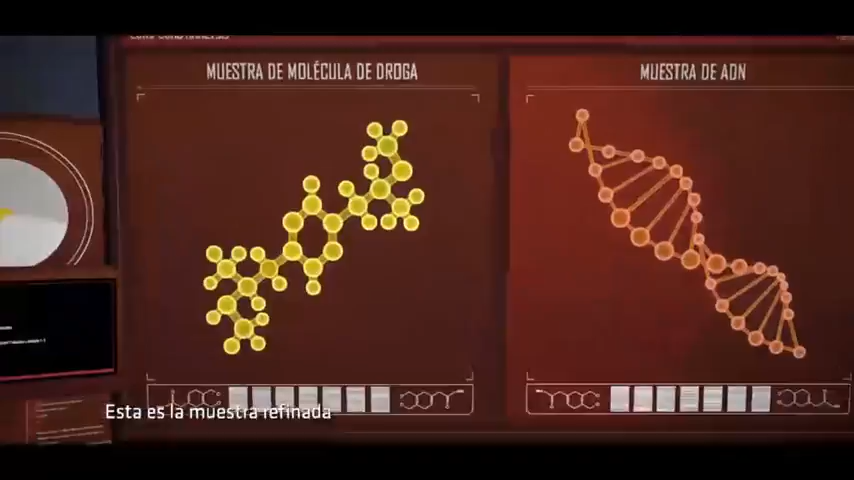 MUESTRA DE MOLÉCULA DE DROGA
MUESTRA DE ADN
Esta es la muestra refinada